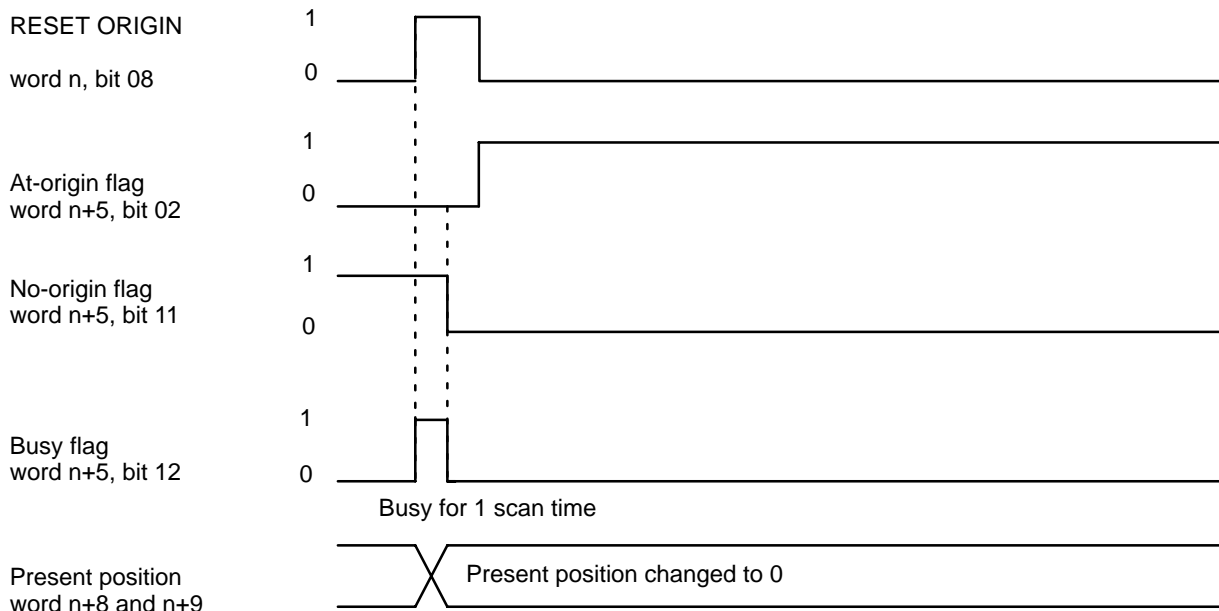 RESET ORIGIN
1
word n, bit 08
0
1
At-origin flag
0
word n+5, bit 02
1
No-origin flag
word n+5, bit 11
0
1
Busy flag
word n+5, bit 12
0
Busy for 1 scan time
Present position
Present position changed to 0
word n+8 and n+9